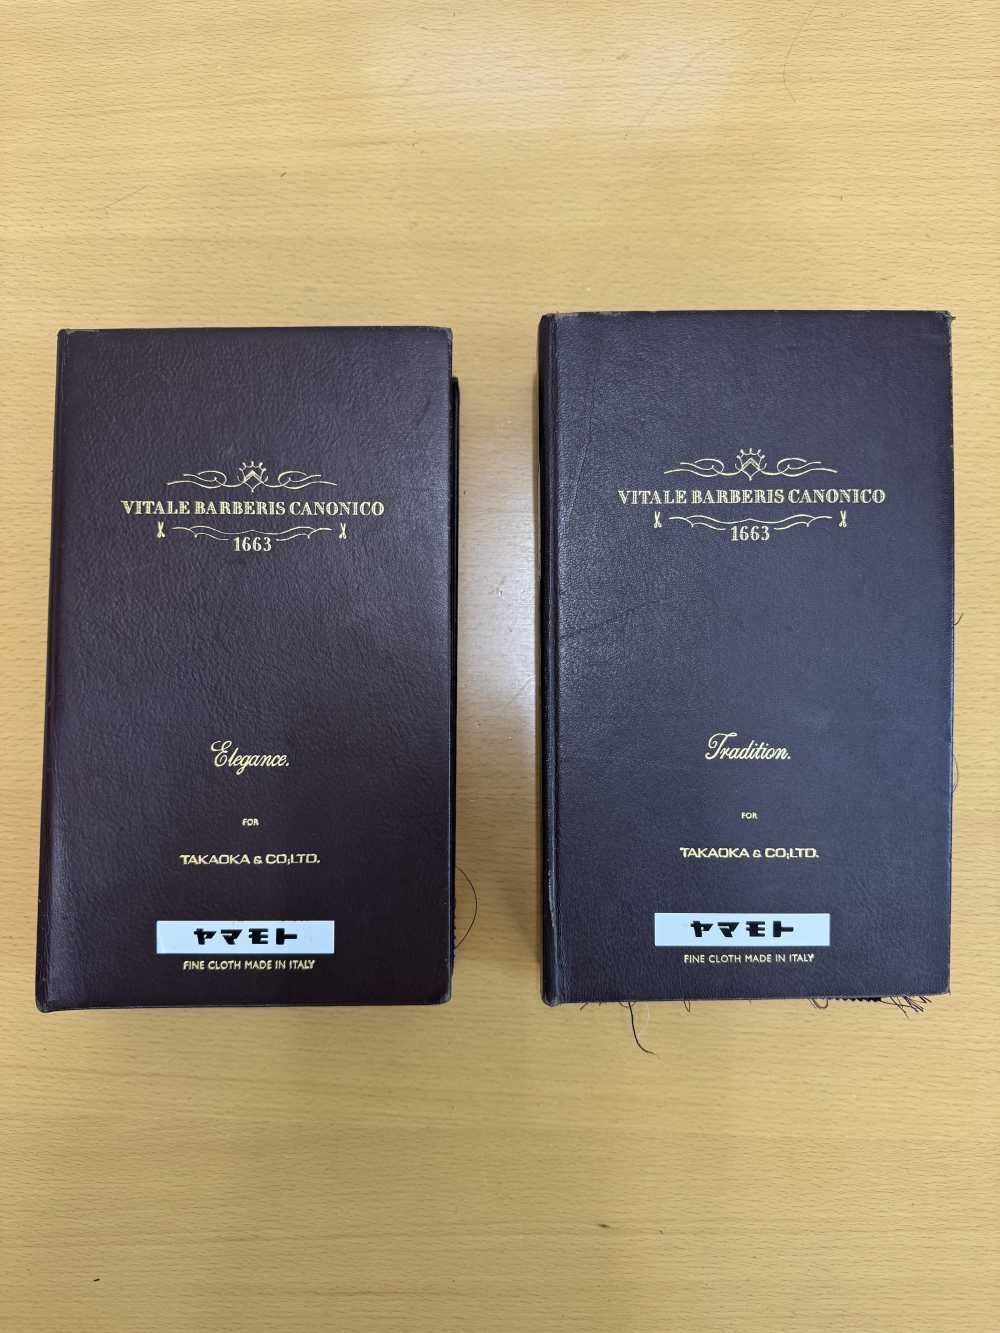 VITALE BARBERIS CANONICO
1663
Elegance.
FOR
TAKAOKA & CO;LTD.
ヤマモト
FINE CLOTH MADE IN ITALY
VITALE BARBERIS CANONICO
1663
Tradition.
FOR
TAKAOKA & CO;LTD.
ヤマモト
FINE CLOTH MADE IN ITALY